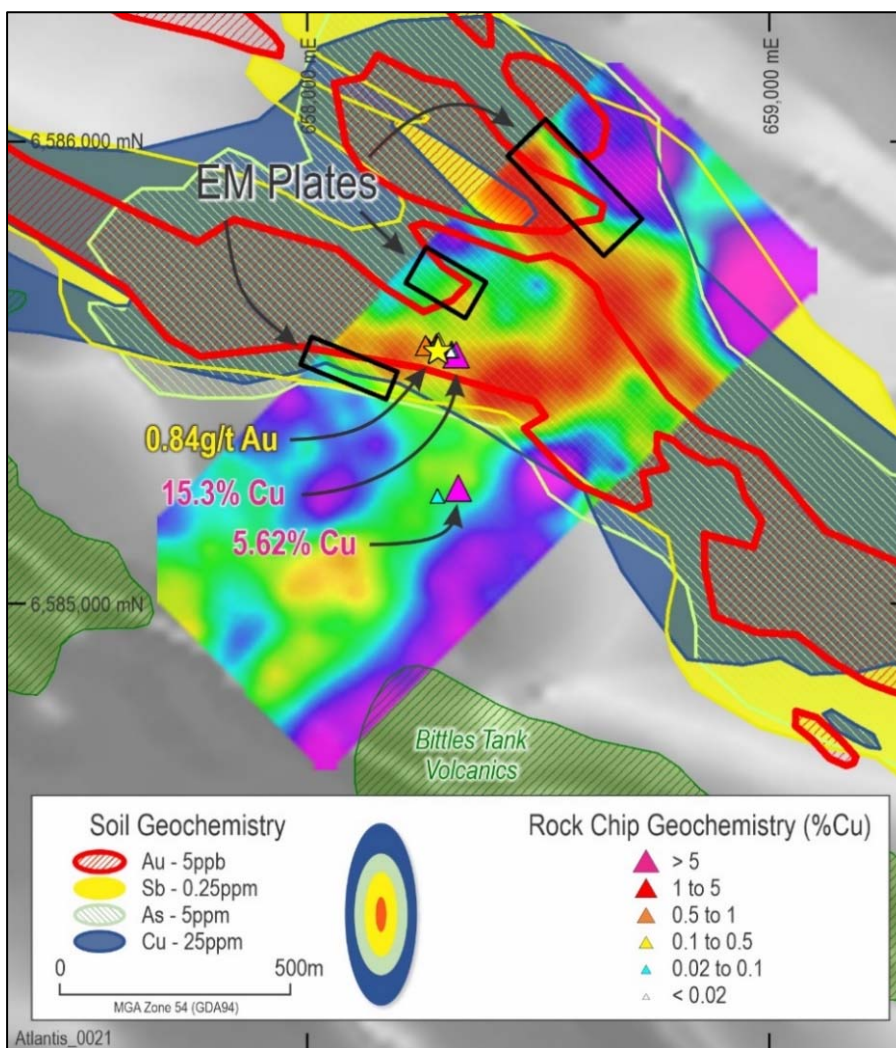 658,000 mE
659,000 mE
6,586,000 mN
EM Plates
0.84g/t Au
15.3% Cu
5.62% Cu
6,585,000 mN
Bittles Tank
Volcanics
Soil Geochemistry
Au - 5ppb
Sb - 0.25ppm
As - 5ppm
Cu - 25ppm
0
500m
MGA Zone 54 (GDA94)
Rock Chip Geochemistry (%Cu)
> 5
1 to 5
0.5 to 1
0.1 to 0.5
0.02 to 0.1
< 0.02
Atlantis_0021